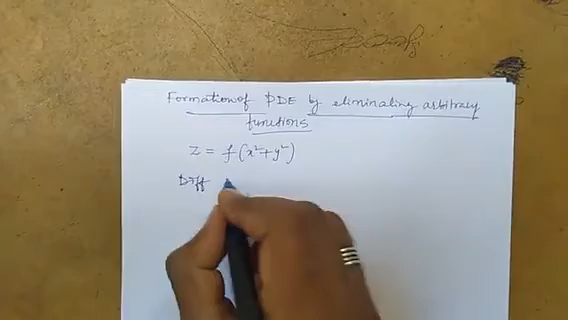 Formation of PDE by eliminating arbitrary
functions
Z = f(x²+y²)
Diff